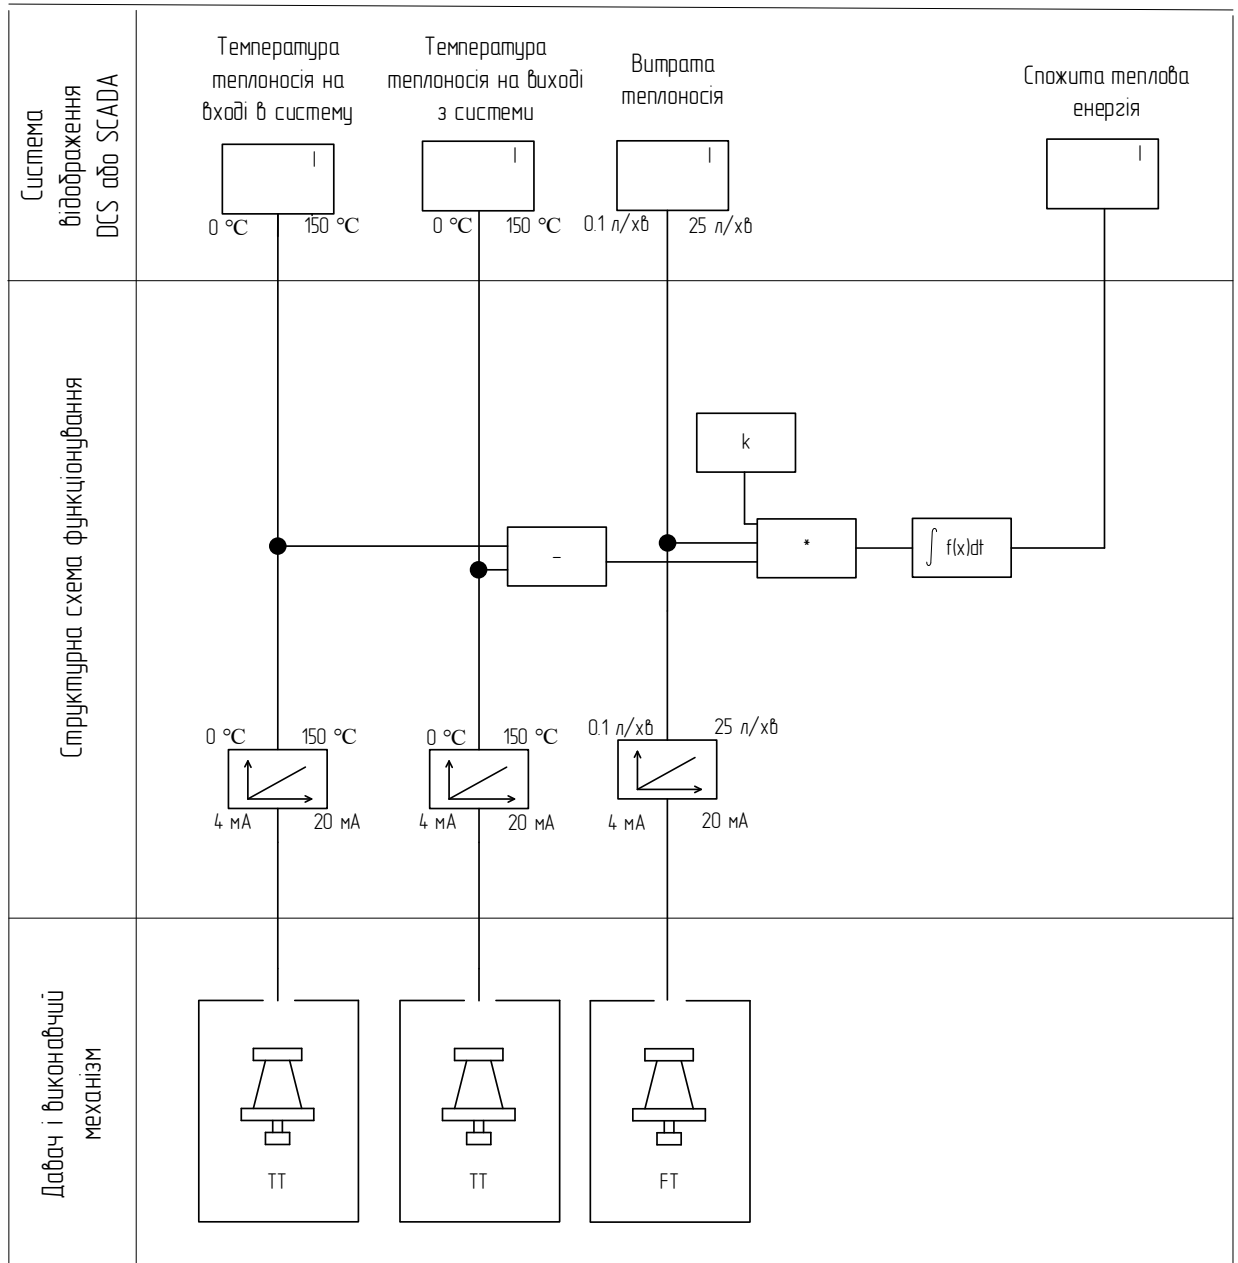 Система
відображення
DCS або SCADA
Температура
теплоносія на
вході в систему
Температура
теплоносія на виході
з системи
Витрата
теплоносія
Спожита теплова
енергія
I
I
I
I
0 °C
150 °C
0 °C
150 °C
0.1 л/хв
25 л/хв
Структурна схема функціонування
k
–
*
∫ f(x)dt
0 °C
150 °C
0 °C
150 °C
0.1 л/хв
25 л/хв
4 мА
20 мА
4 мА
20 мА
4 мА
20 мА
Давач і виконавчий
механізм
TT
TT
FT